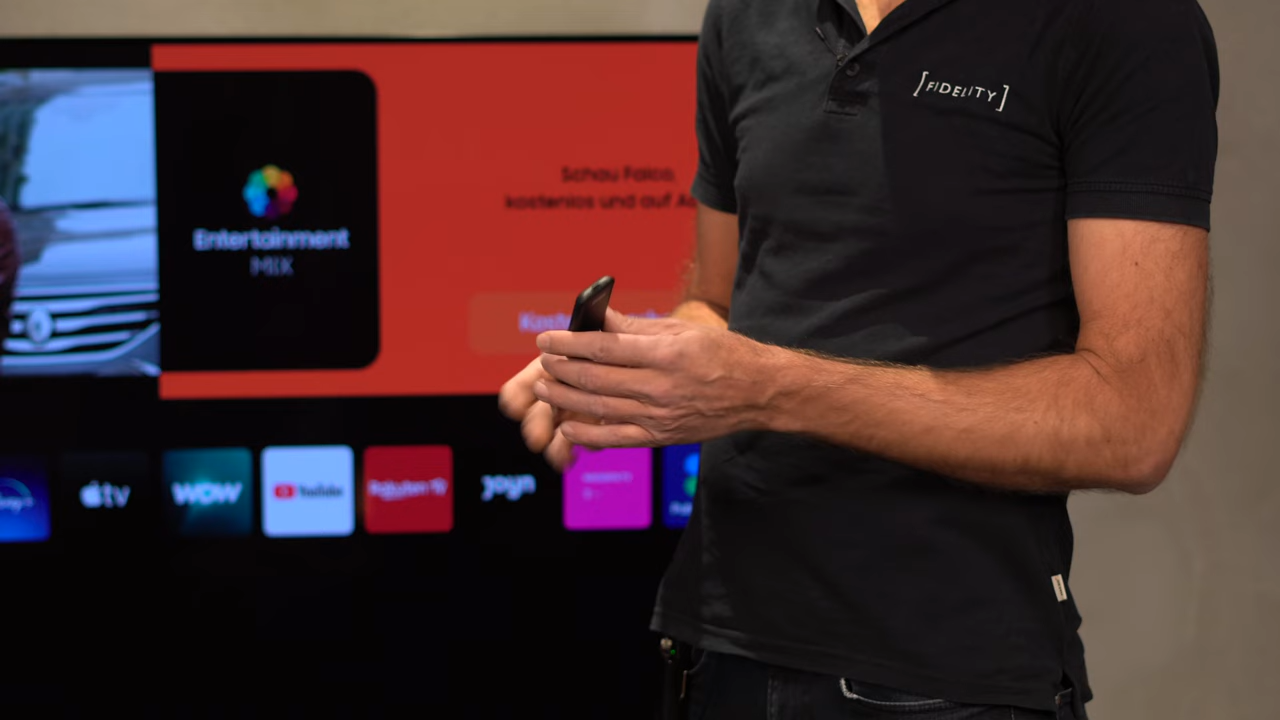 [FIDELITY]
Schau Falco,
kostenlos und auf
Entertainment
MIX
tv
WOW
YouTube
Rakuten TV
joyn